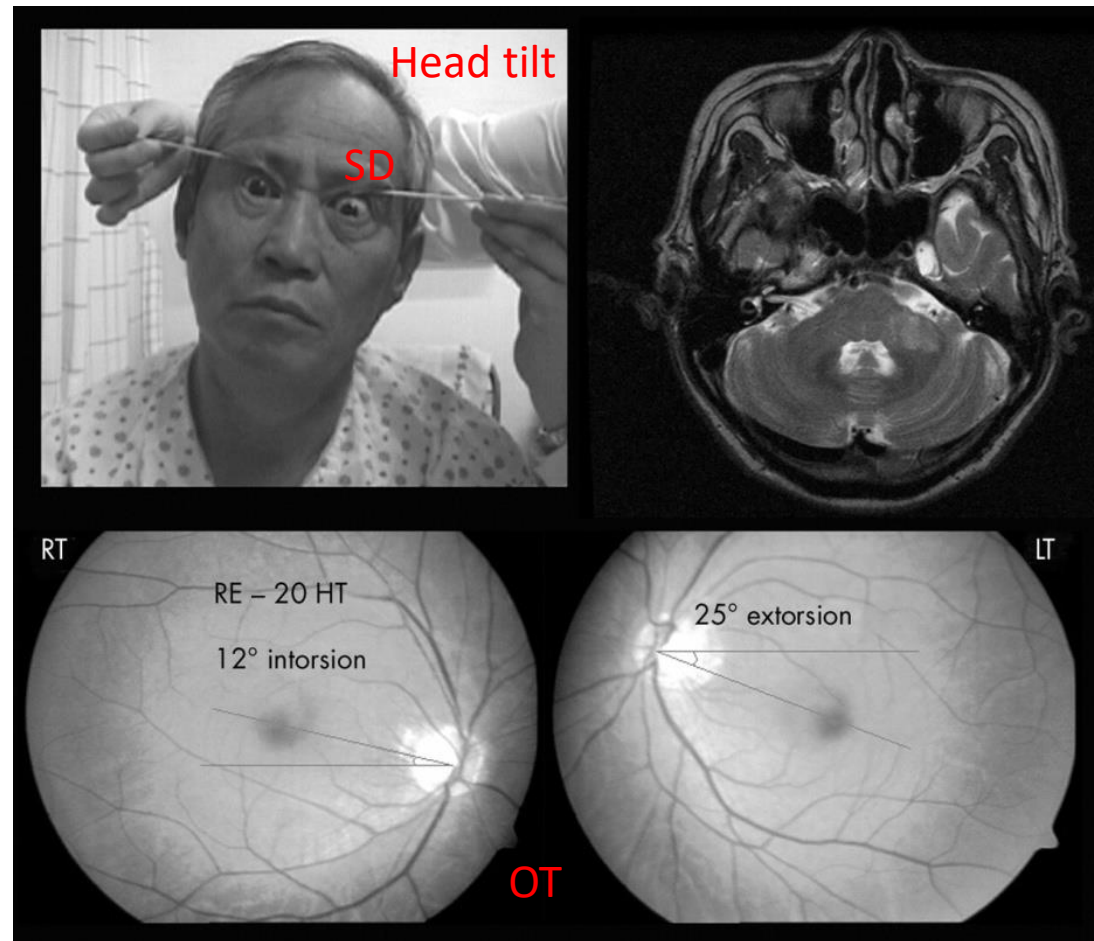 Head tilt
SD
RT
LT
RE – 20 HT
12° intorsion
25° extorsion
OT